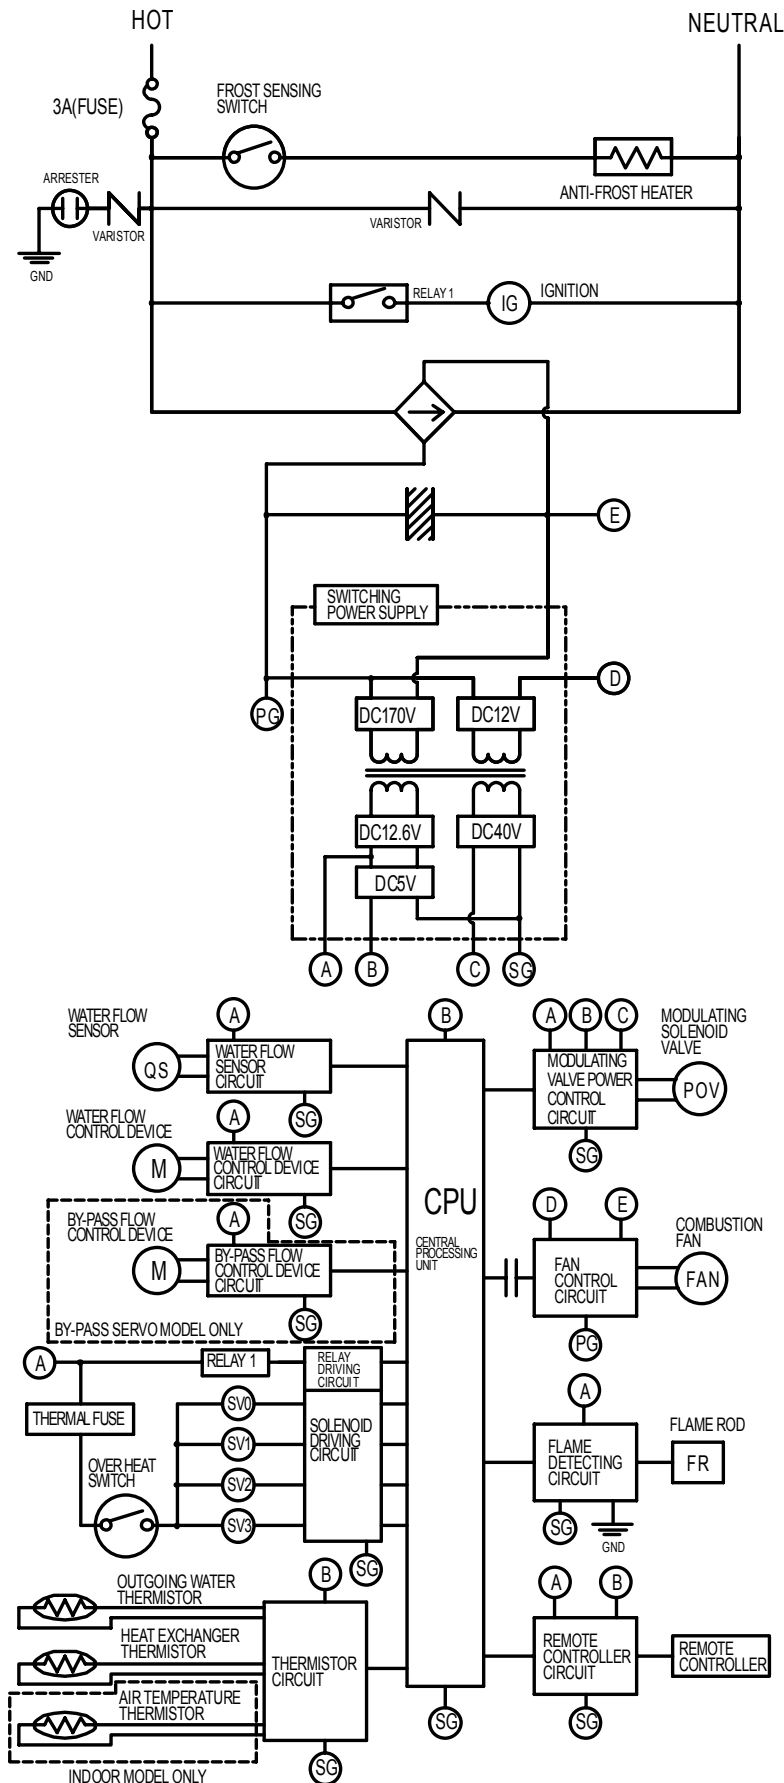 HOT
NEUTRAL
3A(FUSE)
FROST SENSING
SWITCH
ARRESTER
ANTI-FROST HEATER
VARISTOR
VARISTOR
GND
RELAY 1
IG
IGNITION
E
SWITCHING
POWER SUPPLY
D
PG
DC170V
DC12V
DC12.6V
DC40V
DC5V
A
B
C
SG
WATER FLOW
SENSOR
A
QS
WATER FLOW
SENSOR
CIRCUIT
SG
WATER FLOW
CONTROL DEVICE
A
M
WATER FLOW
CONTROL DEVICE
CIRCUIT
SG
BY-PASS FLOW
CONTROL DEVICE
A
M
BY-PASS FLOW
CONTROL DEVICE
CIRCUIT
SG
BY-PASS SERVO MODEL ONLY
A
RELAY 1
RELAY
DRIVING
CIRCUIT
THERMAL FUSE
SV0
SV1
SV2
SV3
SOLENOID
DRIVING
CIRCUIT
OVER HEAT
SWITCH
SG
B
OUTGOING WATER
THERMISTOR
HEAT EXCHANGER
THERMISTOR
THERMISTOR
CIRCUIT
AIR TEMPERATURE
THERMISTOR
INDOOR MODEL ONLY
SG
B
CPU
CENTRAL
PROCESSING
UNIT
SG
A
B
C
MODULATING
SOLENOID
VALVE
MODULATING
VALVE POWER
CONTROL
CIRCUIT
POV
SG
D
E
COMBUSTION
FAN
FAN
CONTROL
CIRCUIT
FAN
PG
A
FLAME ROD
FLAME
DETECTING
CIRCUIT
FR
SG
GND
A
B
REMOTE
CONTROLLER
CIRCUIT
REMOTE
CONTROLLER
SG